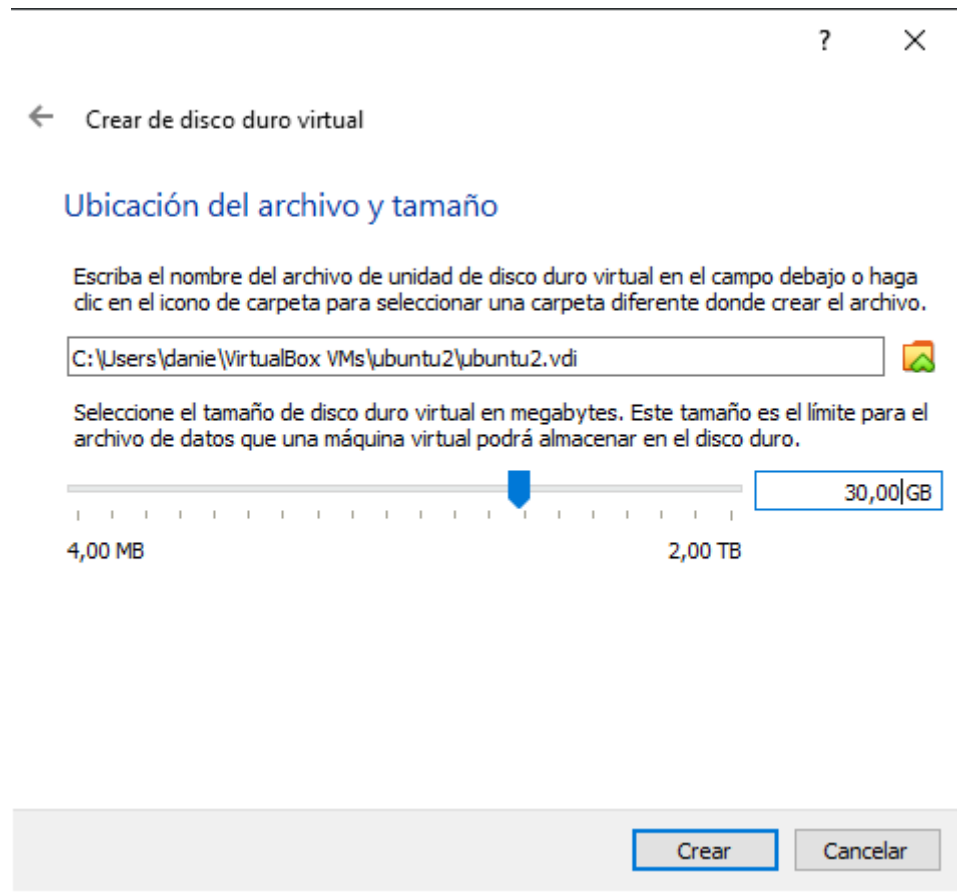 ?
Crear de disco duro virtual
Ubicación del archivo y tamaño
Escriba el nombre del archivo de unidad de disco duro virtual en el campo debajo o haga
clic en el icono de carpeta para seleccionar una carpeta diferente donde crear el archivo.
C:\Users\danie\VirtualBox VMs\ubuntu2\ubuntu2.vdi
Seleccione el tamaño de disco duro virtual en megabytes. Este tamaño es el límite para el
archivo de datos que una máquina virtual podrá almacenar en el disco duro.
30,00 GB
4,00 MB 2,00 TB
Crear Cancelar